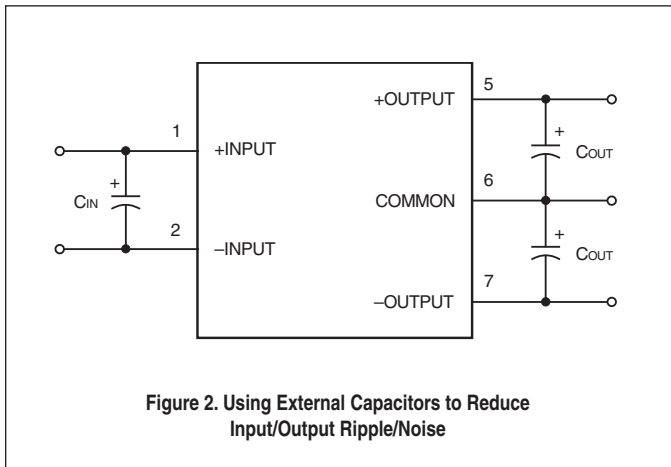 5
+OUTPUT
1
+
+INPUT
COUT
6
+
COMMON
CIN
+
2
COUT
–INPUT
7
–OUTPUT
Figure 2. Using External Capacitors to Reduce
Input/Output Ripple/Noise